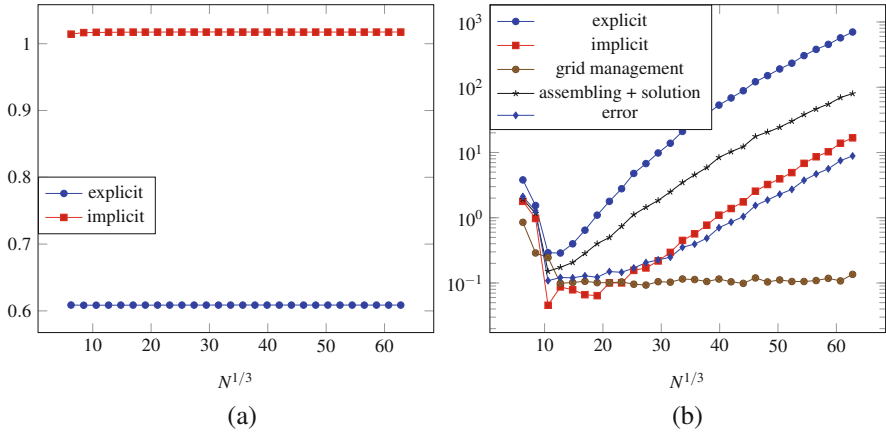 1
0.9
0.8
0.7
0.6
explicit
implicit
10 20 30 40 50 60
N^{1/3}
(a)
10^3
10^2
10^1
10^0
10^{-1}
explicit
implicit
grid management
assembling + solution
error
10 20 30 40 50 60
N^{1/3}
(b)